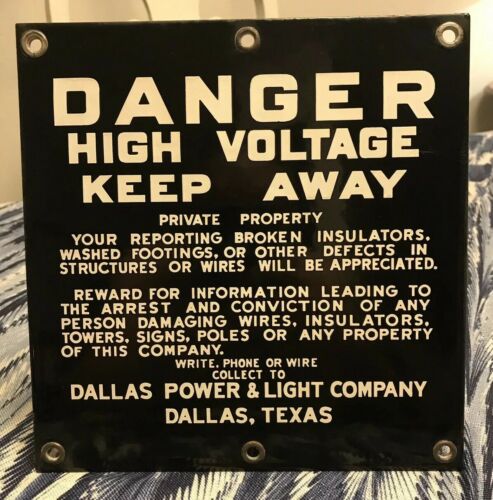 DANGER
HIGH VOLTAGE
KEEP AWAY
PRIVATE PROPERTY
YOUR REPORTING BROKEN INSULATORS,
WASHED FOOTINGS, OR OTHER DEFECTS IN
STRUCTURES OR WIRES WILL BE APPRECIATED.
REWARD FOR INFORMATION LEADING TO
THE ARREST AND CONVICTION OF ANY
PERSON DAMAGING WIRES, INSULATORS,
TOWERS, SIGNS, POLES OR ANY PROPERTY
OF THIS COMPANY.
WRITE, PHONE OR WIRE
COLLECT TO
DALLAS POWER & LIGHT COMPANY
DALLAS, TEXAS